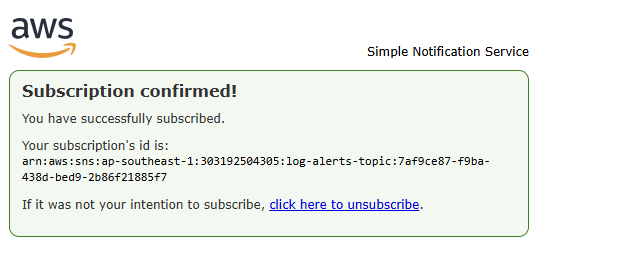 aws
Simple Notification Service
Subscription confirmed!
You have successfully subscribed.
Your subscription's id is:
arn:aws:sns:ap-southeast-1:303192504305:log-alerts-topic:7af9ce87-f9ba-
438d-bed9-2b86f21885f7
If it was not your intention to subscribe, click here to unsubscribe.